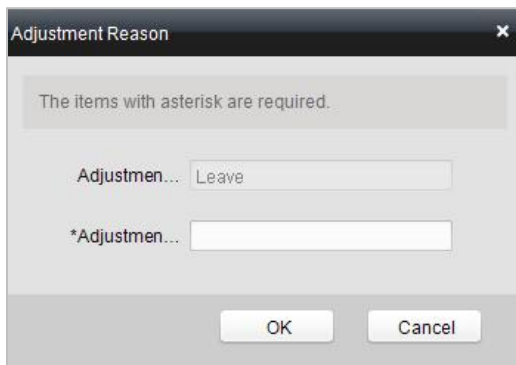 Adjustment Reason
The items with asterisk are required.
Adjustmen... Leave
*Adjustmen...
OK Cancel